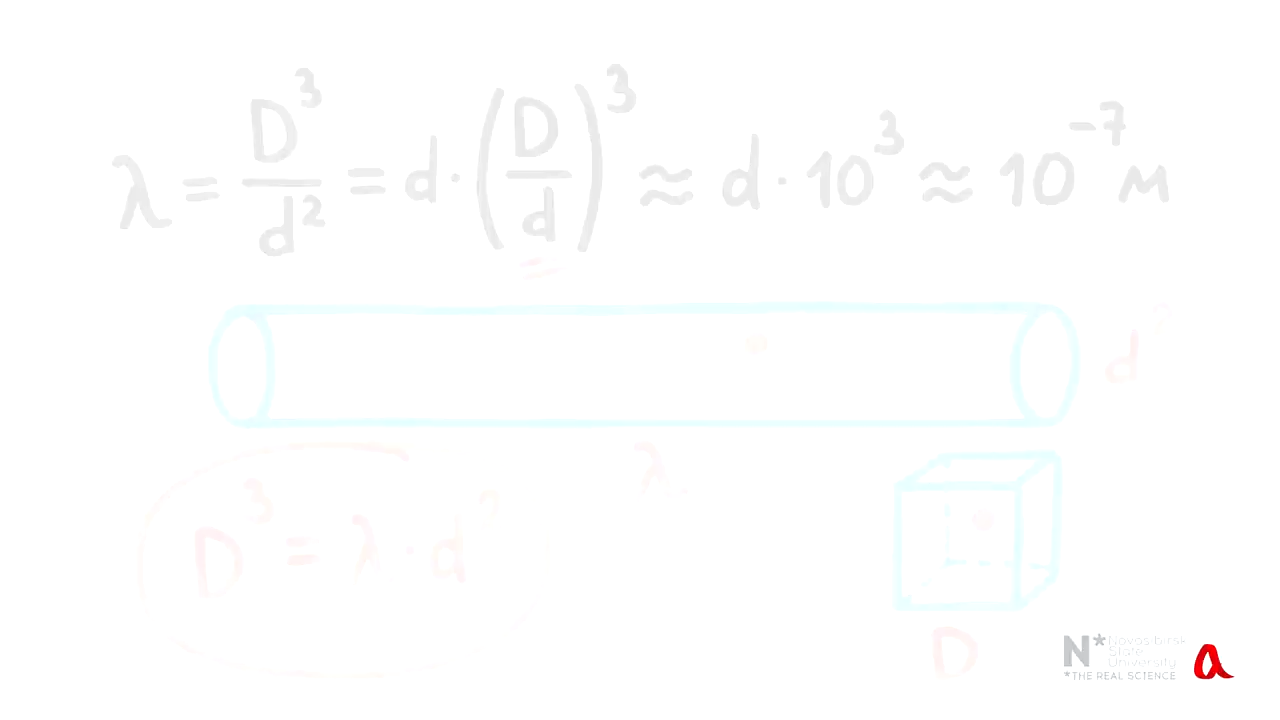 λ = D³/d² = d · (D/d)³ ≈ d · 10³ ≈ 10⁻⁷ м
d²
λ
D³ = λ · d²
D
N* Novosibirsk
State
University
*THE REAL SCIENCE
a